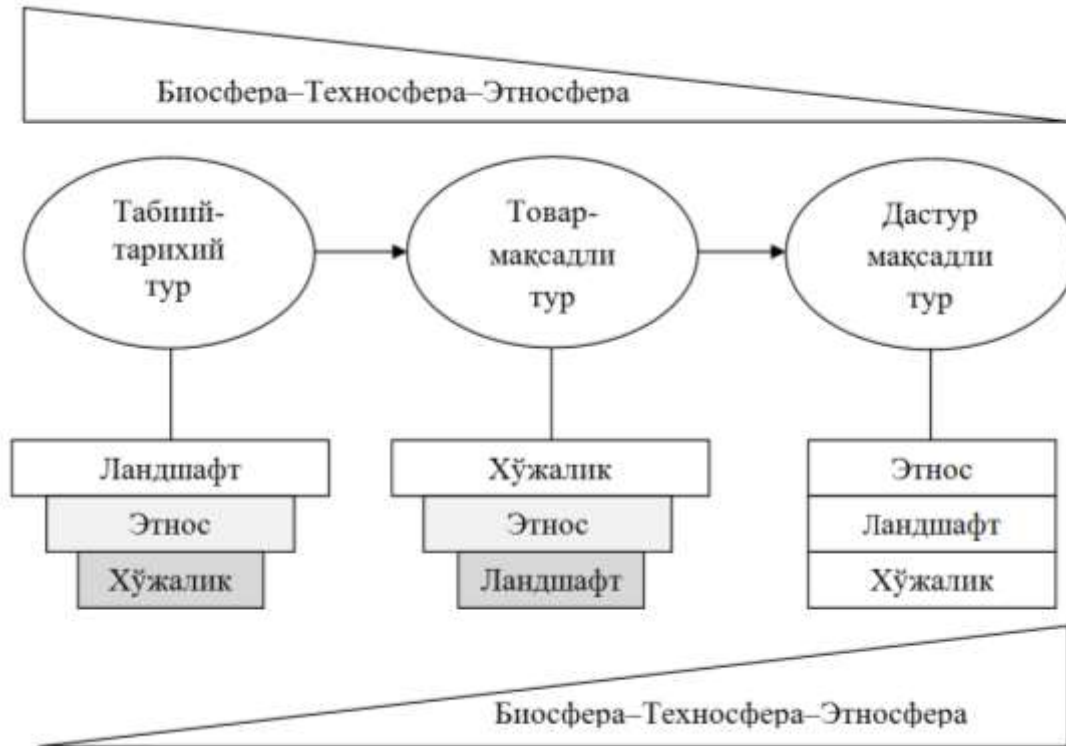 Биосфера–Техносфера–Этносфера
Табиий-
тарихий
тур
Товар-
мақсадли
тур
Дастур
мақсадли
тур
Ландшафт
Этнос
Хўжалик
Хўжалик
Этнос
Ландшафт
Этнос
Ландшафт
Хўжалик
Биосфера–Техносфера–Этносфера